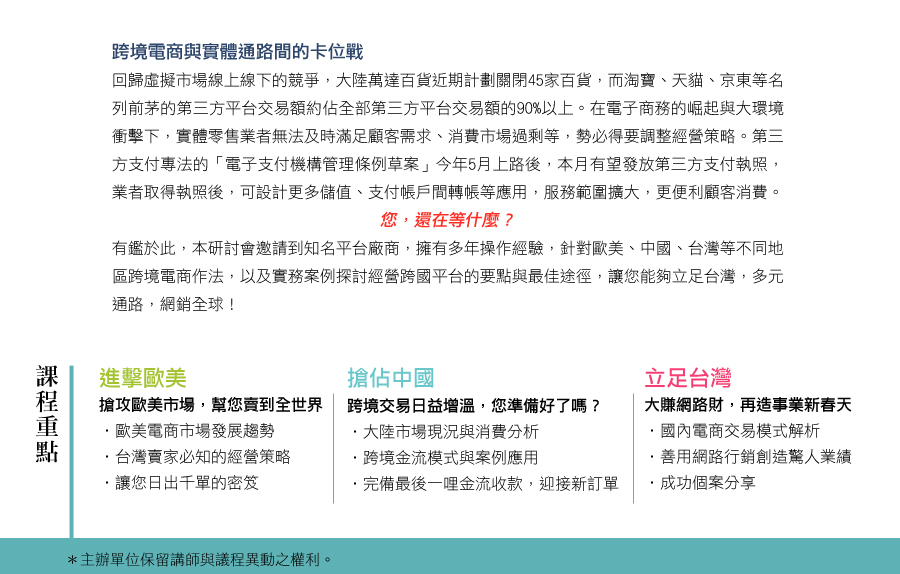 跨境電商與實體通路間的卡位戰
回歸虛擬市場線上線下的競爭，大陸萬達百貨近期計劃關閉45家百貨，而淘寶、天貓、京東等名
列前茅的第三方平台交易額約佔全部第三方平台交易額的90%以上。在電子商務的崛起與大環境
衝擊下，實體零售業者無法及時滿足顧客需求、消費市場過剩等，勢必得要調整經營策略。第三
方支付專法的「電子支付機構管理條例草案」今年5月上路後，本月有望發放第三方支付執照，
業者取得執照後，可設計更多儲值、支付帳戶間轉帳等應用，服務範圍擴大，更便利顧客消費。
您，還在等什麼？
有鑑於此，本研討會邀請到知名平台廠商，擁有多年操作經驗，針對歐美、中國、台灣等不同地
區跨境電商作法，以及實務案例探討經營跨國平台的要點與最佳途徑，讓您能夠立足台灣，多元
通路，網銷全球！
課程重點
進擊歐美
搶攻歐美市場，幫您賣到全世界
．歐美電商市場發展趨勢
．台灣賣家必知的經營策略
．讓您日出千單的密笈
搶佔中國
跨境交易日益增溫，您準備好了嗎？
．大陸市場現況與消費分析
．跨境金流模式與案例應用
．完備最後一哩金流收款，迎接新訂單
立足台灣
大賺網路財，再造事業新春天
．國內電商交易模式解析
．善用網路行銷創造驚人業績
．成功個案分享
＊主辦單位保留講師與議程異動之權利。